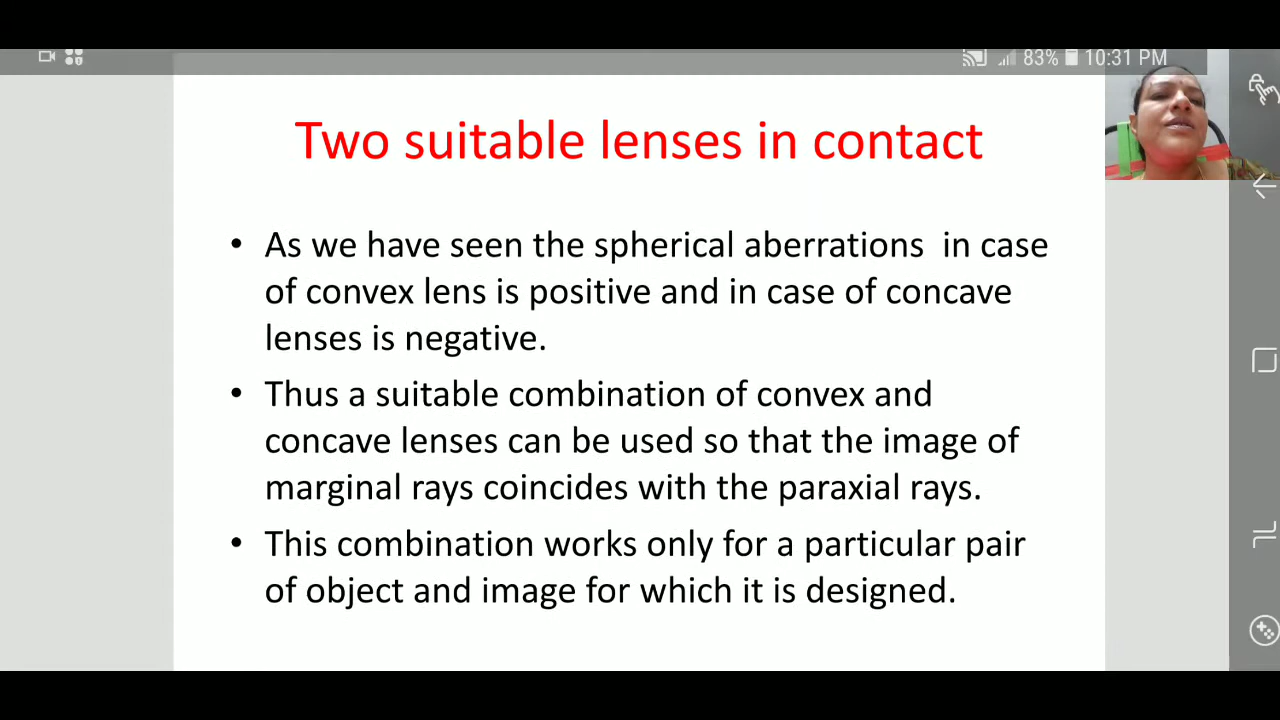 83% 10:31 PM
Two suitable lenses in contact
• As we have seen the spherical aberrations in case
of convex lens is positive and in case of concave
lenses is negative.
• Thus a suitable combination of convex and
concave lenses can be used so that the image of
marginal rays coincides with the paraxial rays.
• This combination works only for a particular pair
of object and image for which it is designed.